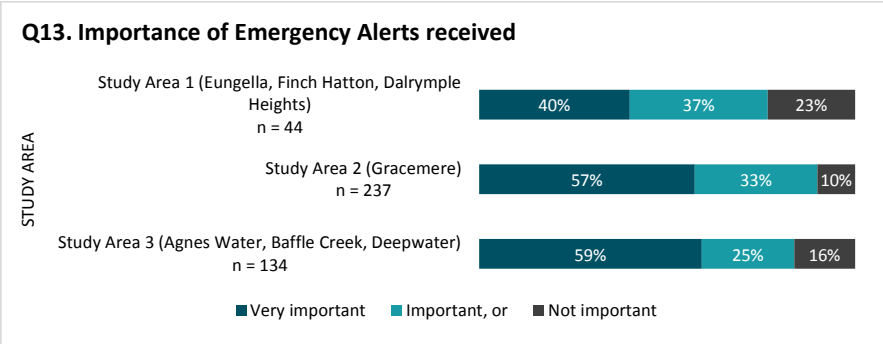 Q13. Importance of Emergency Alerts received
STUDY AREA
Study Area 1 (Eungella, Finch Hatton, Dalrymple
Heights)
n = 44
40% 37% 23%
Study Area 2 (Gracemere)
n = 237
57% 33% 10%
Study Area 3 (Agnes Water, Baffle Creek, Deepwater)
n = 134
59% 25% 16%
Very important Important, or Not important